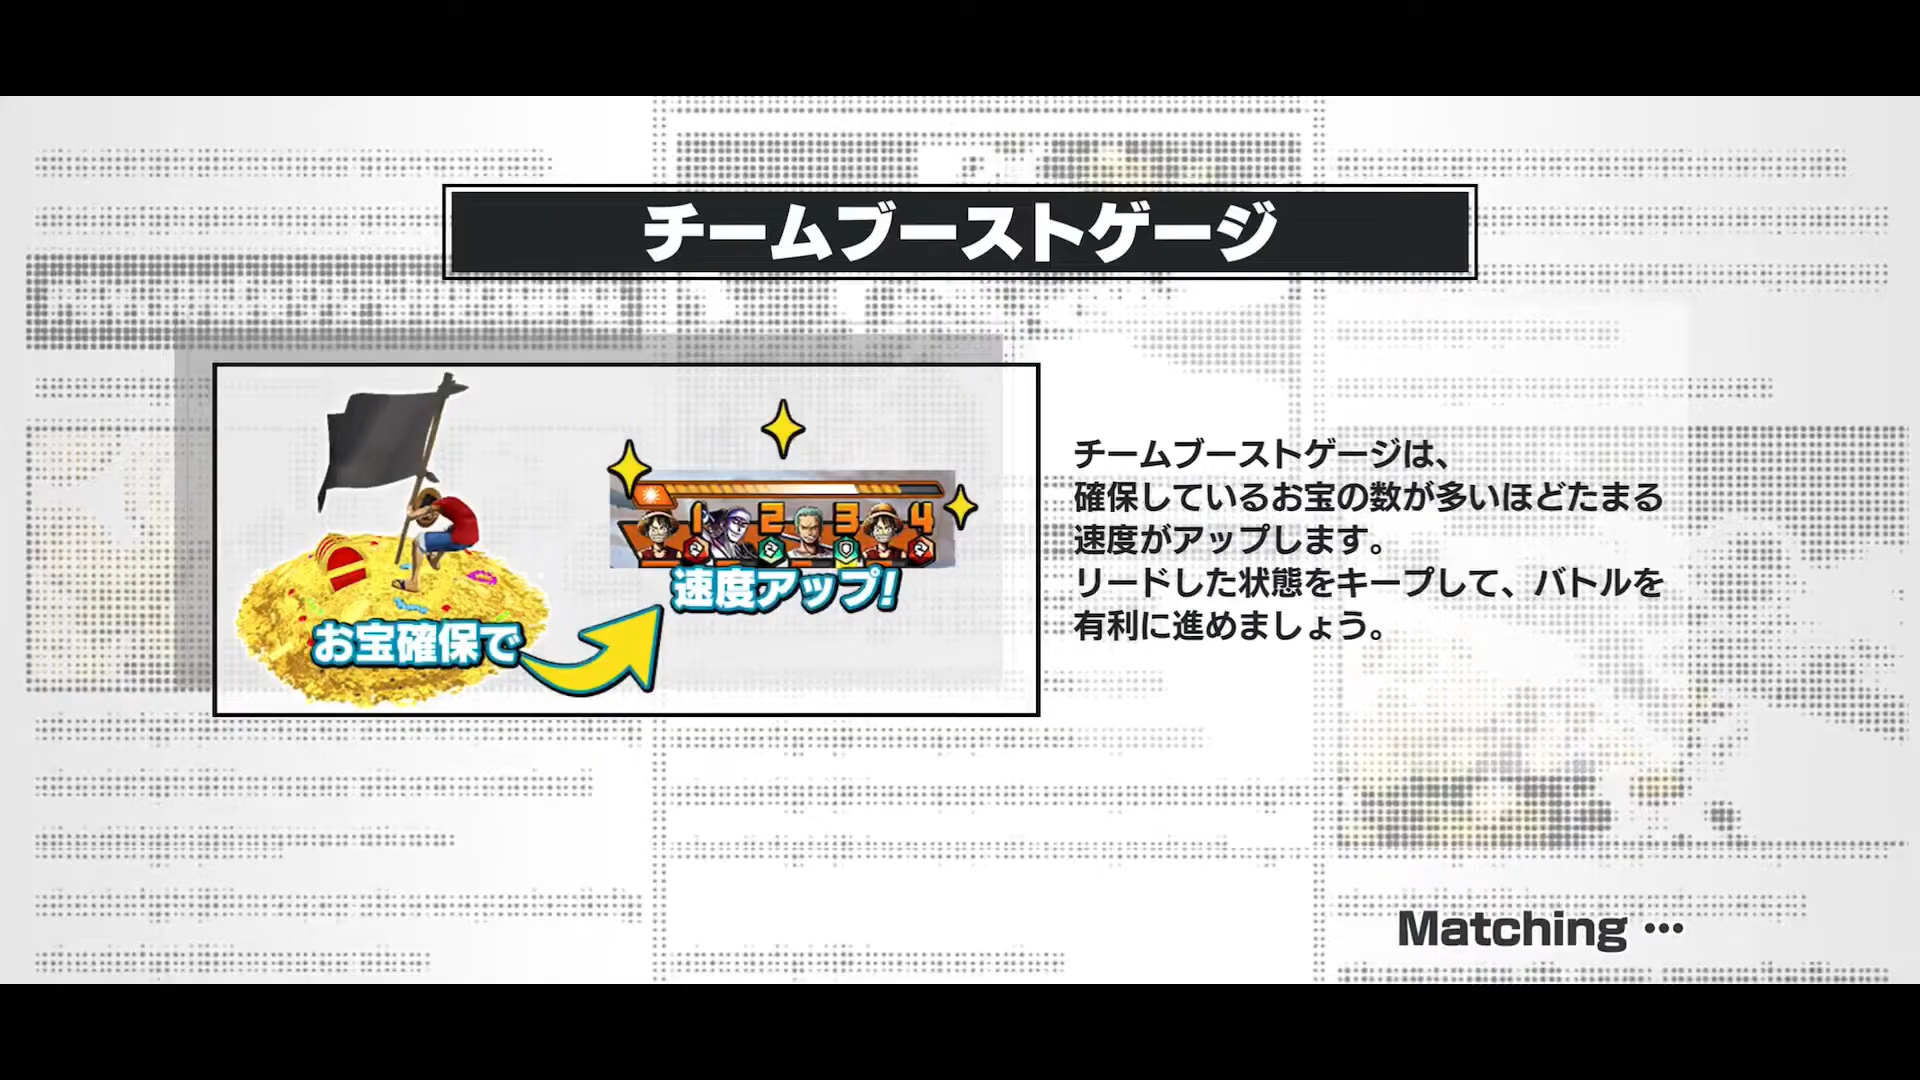 チームブーストゲージ
1 2 3 4
速度アップ!
お宝確保で
チームブーストゲージは、
確保しているお宝の数が多いほどたまる
速度がアップします。
リードした状態をキープして、バトルを
有利に進めましょう。
Matching …